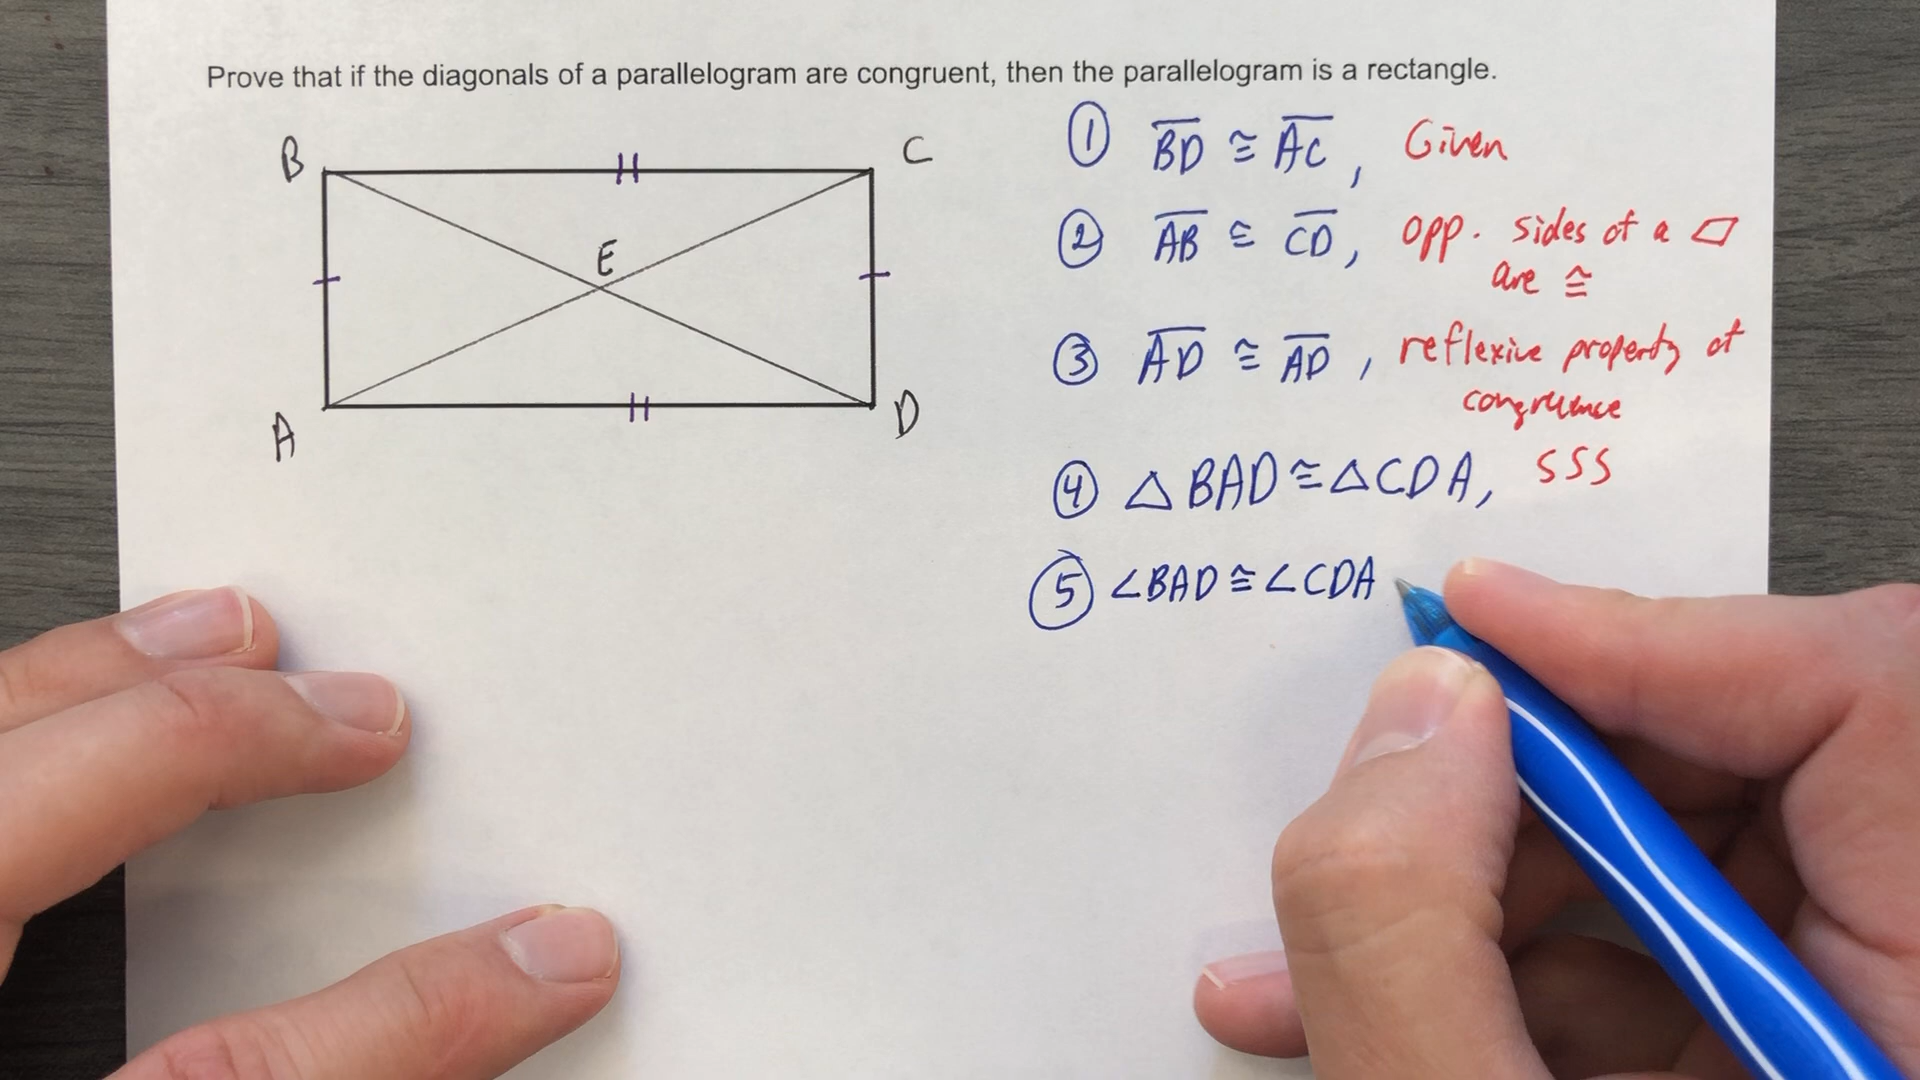 Prove that if the diagonals of a parallelogram are congruent, then the parallelogram is a rectangle.
B
C
E
A
D
① B̅D̅ ≅ A̅C̅, Given
② A̅B̅ ≅ C̅D̅, opp. sides of a ▱
are ≅
③ A̅D̅ ≅ A̅D̅, reflexive property of
congruence
④ △BAD ≅ △CDA, SSS
⑤ ∠BAD ≅ ∠CDA